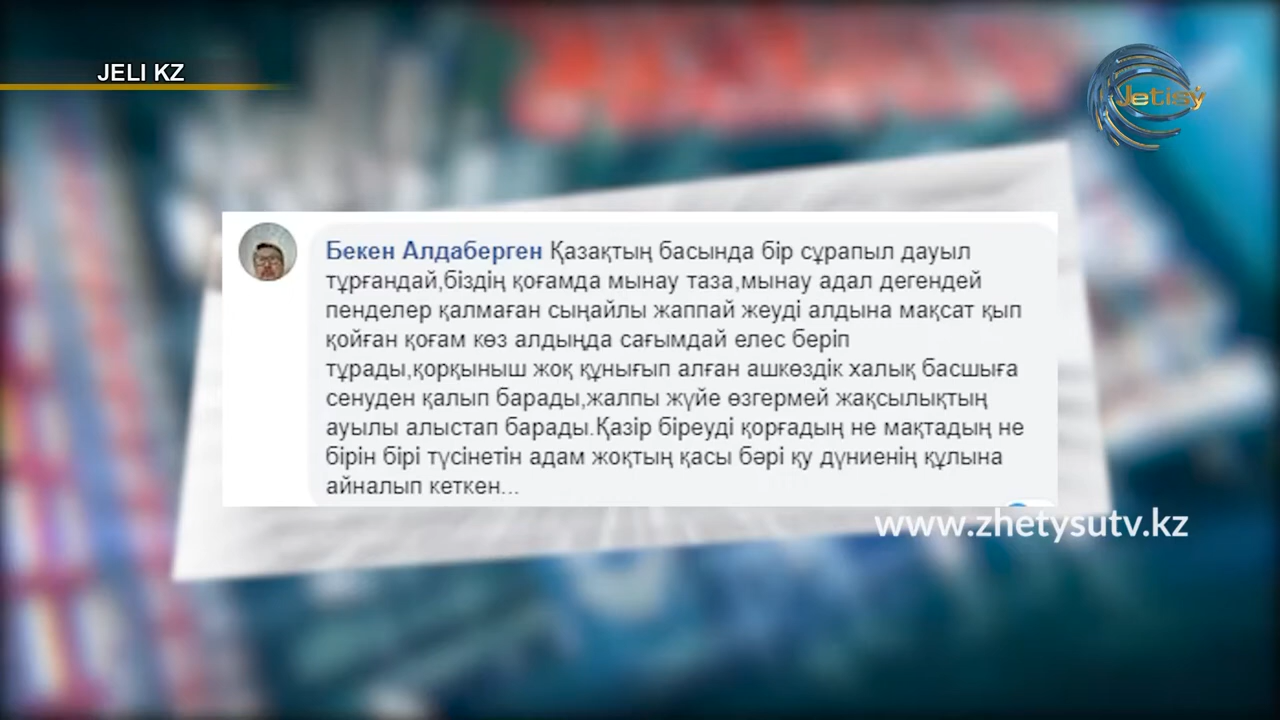 JELI KZ
Jetisý
Бекен Алдаберген Қазақтың басында бір сұрапыл дауыл
тұрғандай,біздің қоғамда мынау таза,мынау адал дегендей
пенделер қалмаған сыңайлы жаппай жеуді алдына мақсат қып
қойған қоғам көз алдыңда сағымдай елес беріп
тұрады,қорқыныш жоқ құнығып алған ашкөздік халық басшыға
сенуден қалып барады,жалпы жүйе өзгермей жақсылықтың
ауылы алыстап барады.Қазір біреуді қорғадың не мақтадың не
бірін бірі түсінетін адам жоқтың қасы бәрі қу дүниенің құлына
айналып кеткен...
www.zhetysutv.kz